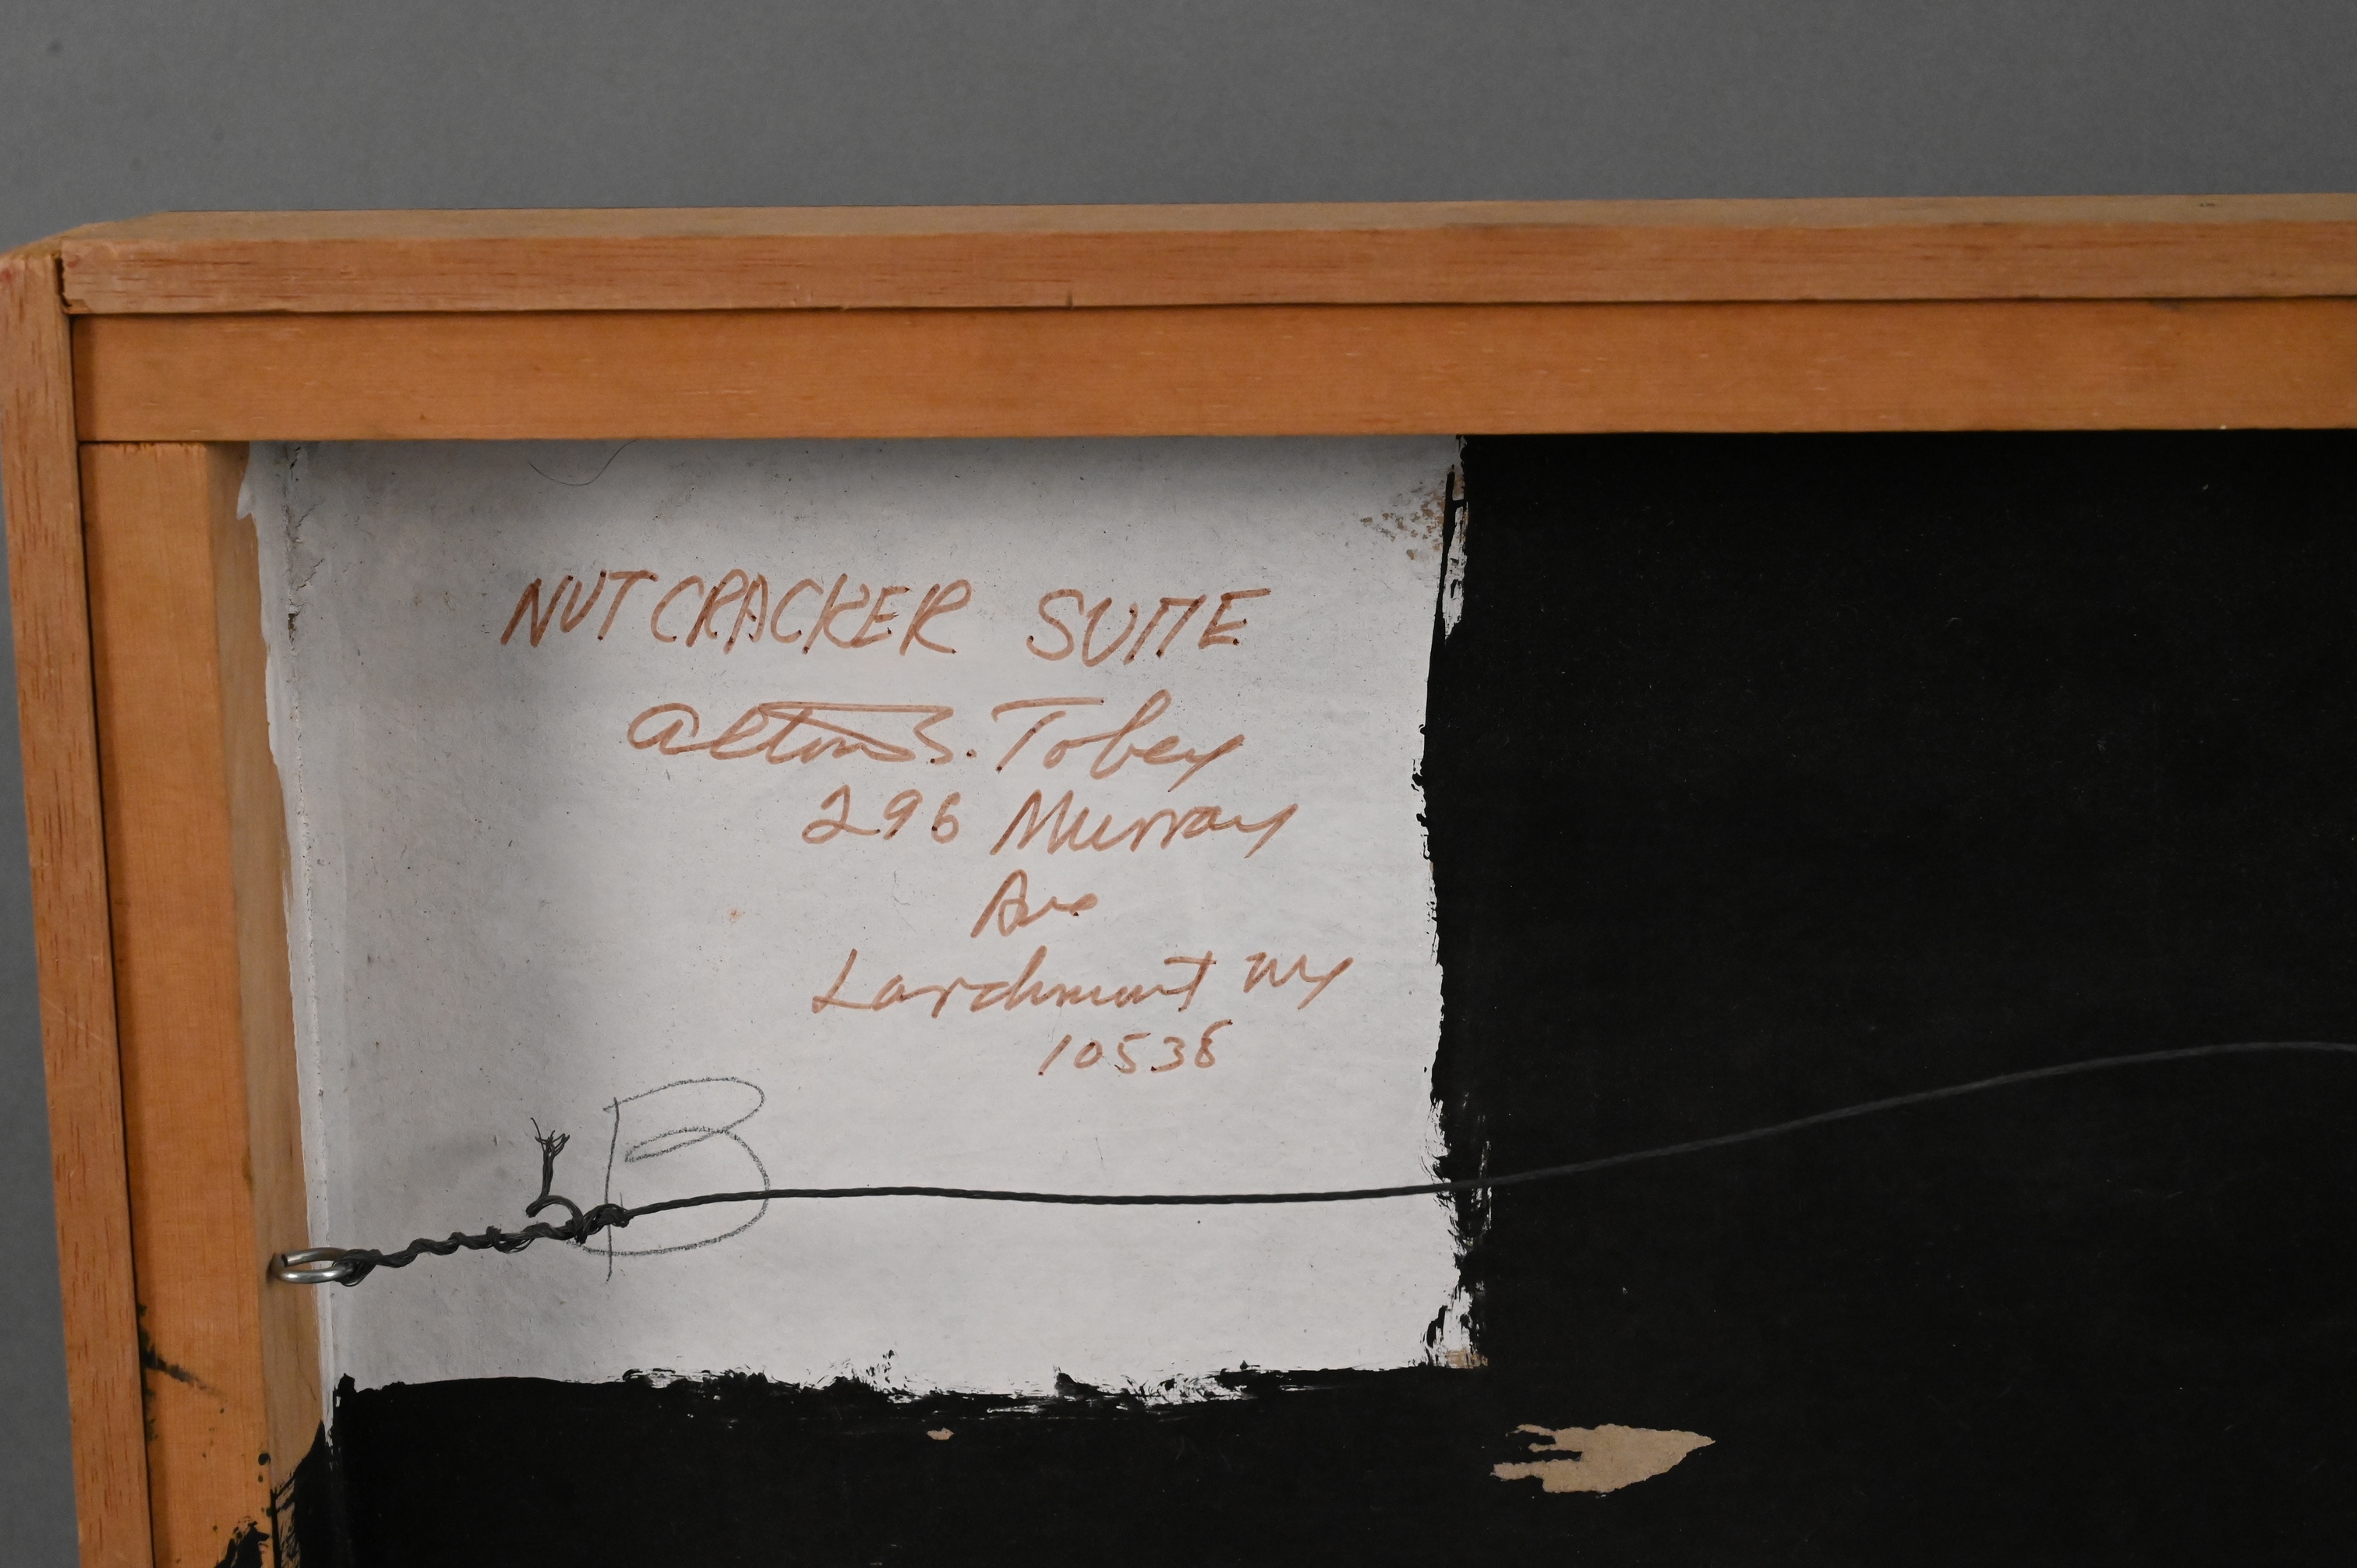 NUTCRACKER SUITE
Alton S. Tobey
296 Murray
Ave
Larchmont NY
10538
B